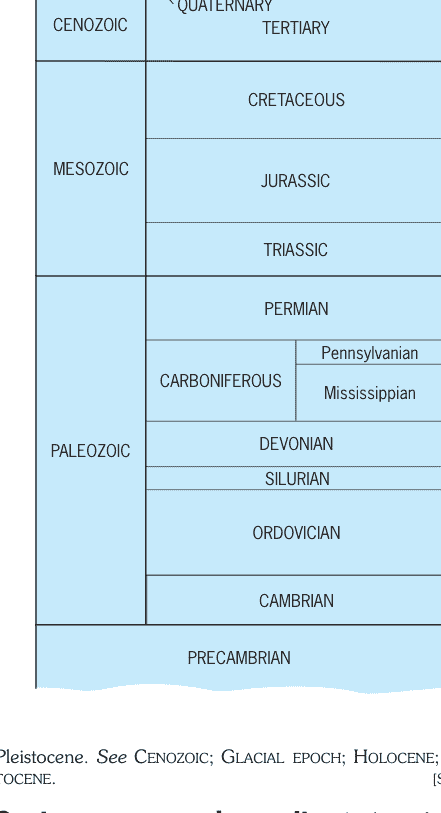 QUATERNARY
CENOZOIC
TERTIARY
CRETACEOUS
MESOZOIC
JURASSIC
TRIASSIC
PERMIAN
Pennsylvanian
CARBONIFEROUS
Mississippian
DEVONIAN
PALEOZOIC
SILURIAN
ORDOVICIAN
CAMBRIAN
PRECAMBRIAN
Pleistocene. See CENOZOIC; GLACIAL EPOCH; HOLOCENE;
TOCENE. [S